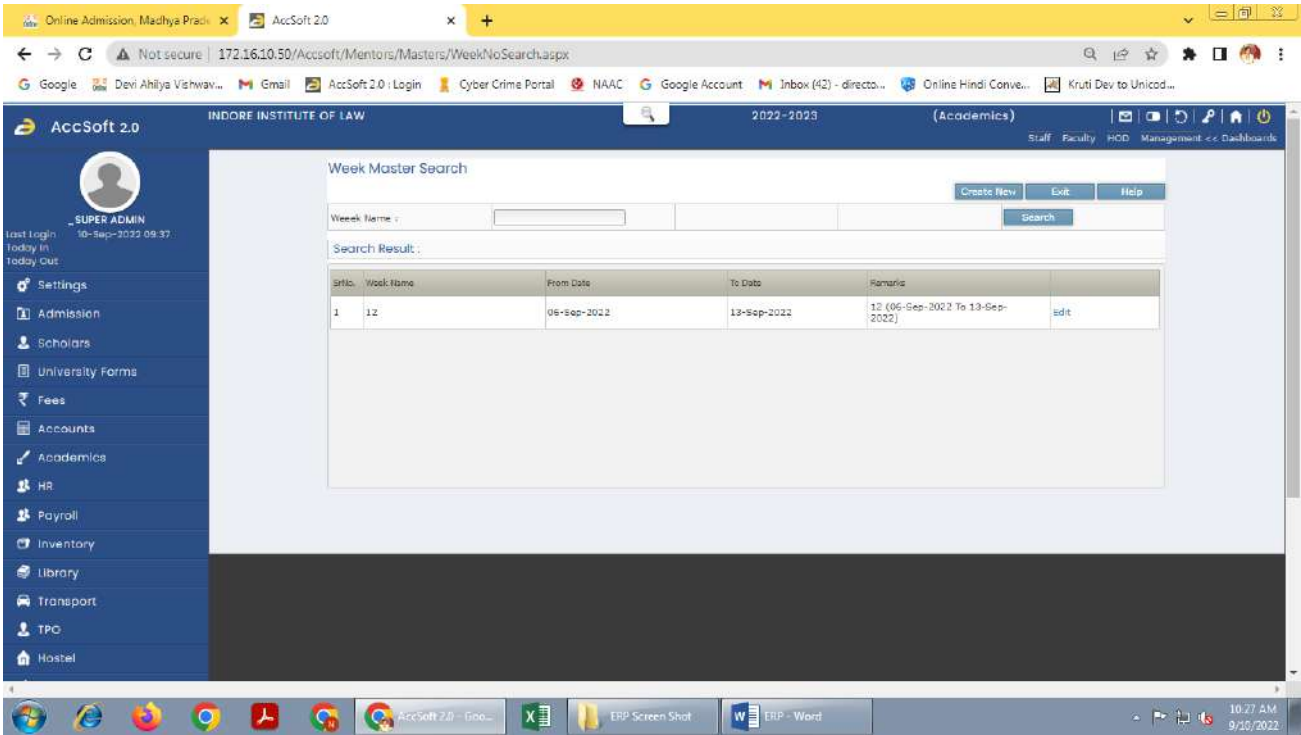 Online Admission, Madhya Prad
AccSoft 2.0
Not secure 172.16.10.50/Accsoft/Mentors/Masters/WeekNoSearch.aspx
Google Devi Ahilya Vishwav... Gmail AccSoft 2.0 : Login Cyber Crime Portal NAAC Google Account Inbox (42) - directo... Online Hindi Conve... Kruti Dev to Unicod...
AccSoft 2.0 INDORE INSTITUTE OF LAW 2022-2023 (Academics)
Staff Faculty HOD Management << Dashboards
_SUPER ADMIN
Last Login 10-Sep-2022 09:37
Today In
Today Out
Settings
Admission
Scholars
University Forms
Fees
Accounts
Academics
HR
Payroll
Inventory
Library
Transport
TPO
Hostel
Week Master Search
Create New Exit Help
Weeek Name : Search
Search Result :
SrNo. Week Name From Date To Date Remarks
1 12 06-Sep-2022 13-Sep-2022 12 (06-Sep-2022 To 13-Sep-
2022) Edit
AccSoft 2.0 - Goo... ERP Screen Shot ERP - Word
10:27 AM
9/10/2022